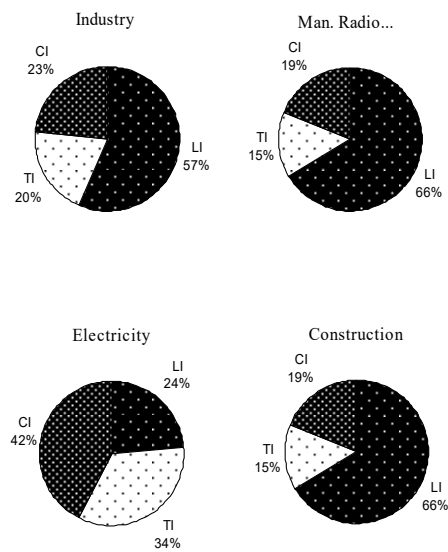 Industry
CI
23%
LI
57%
TI
20%
Man. Radio...
CI
19%
TI
15%
LI
66%
Electricity
LI
24%
CI
42%
TI
34%
Construction
CI
19%
TI
15%
LI
66%